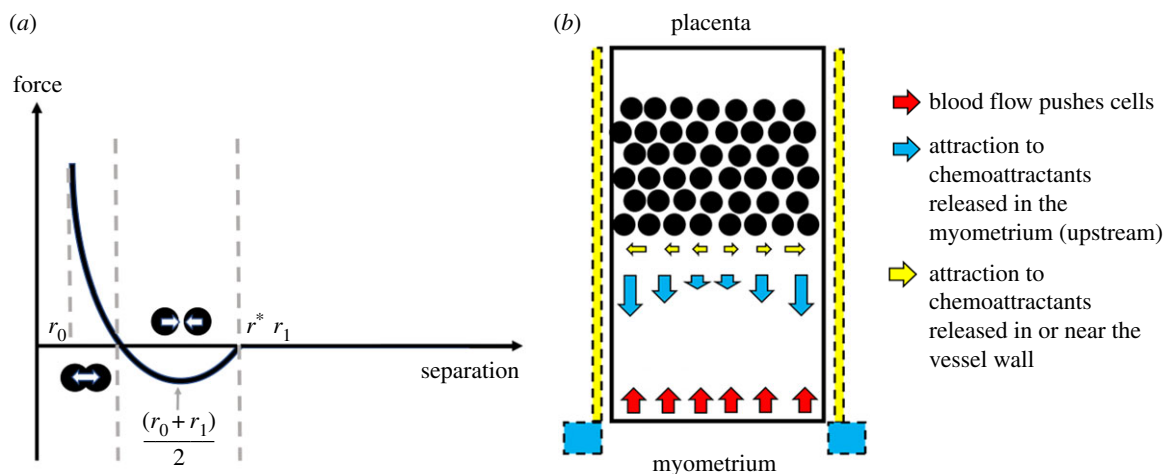 (a)
force
r₀
r* r₁
separation
(r₀ + r₁)
2
(b)
placenta
myometrium
blood flow pushes cells
attraction to
chemoattractants
released in the
myometrium (upstream)
attraction to
chemoattractants
released in or near the
vessel wall